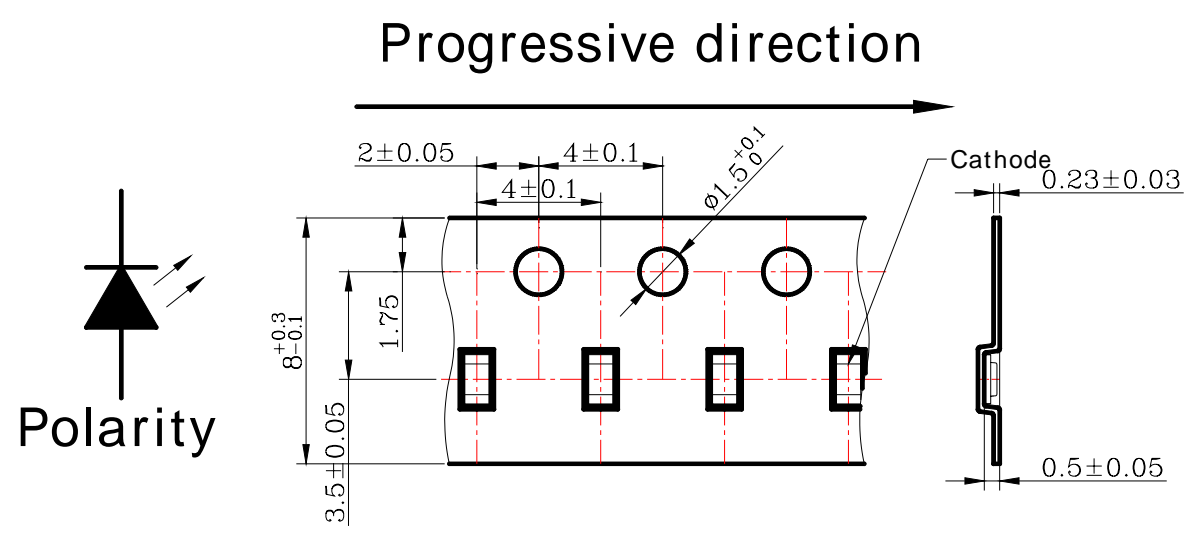 Progressive direction
2±0.05
4±0.1
ø1.5 +0.1 0
Cathode
4±0.1
0.23±0.03
1.75
8 +0.3 -0.1
Polarity
3.5±0.05
0.5±0.05